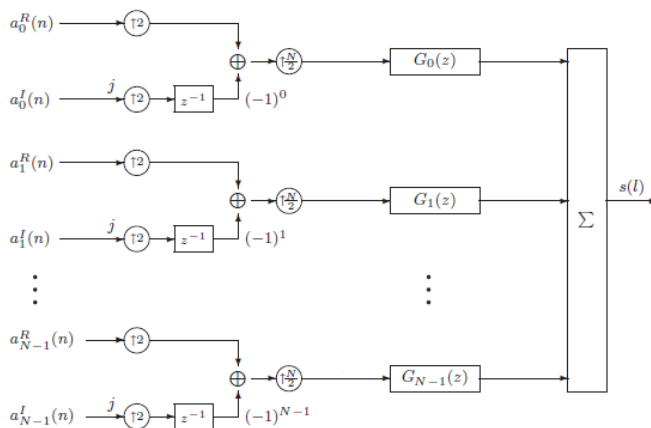 a_0^R(n) ↑2
⊕ ↑N/2 G_0(z)
a_0^I(n) j ↑2 z^{-1} (-1)^0
a_1^R(n) ↑2
⊕ ↑N/2 G_1(z) Σ s(l)
a_1^I(n) j ↑2 z^{-1} (-1)^1
⋮ ⋮
a_{N-1}^R(n) ↑2
⊕ ↑N/2 G_{N-1}(z)
a_{N-1}^I(n) j ↑2 z^{-1} (-1)^{N-1}